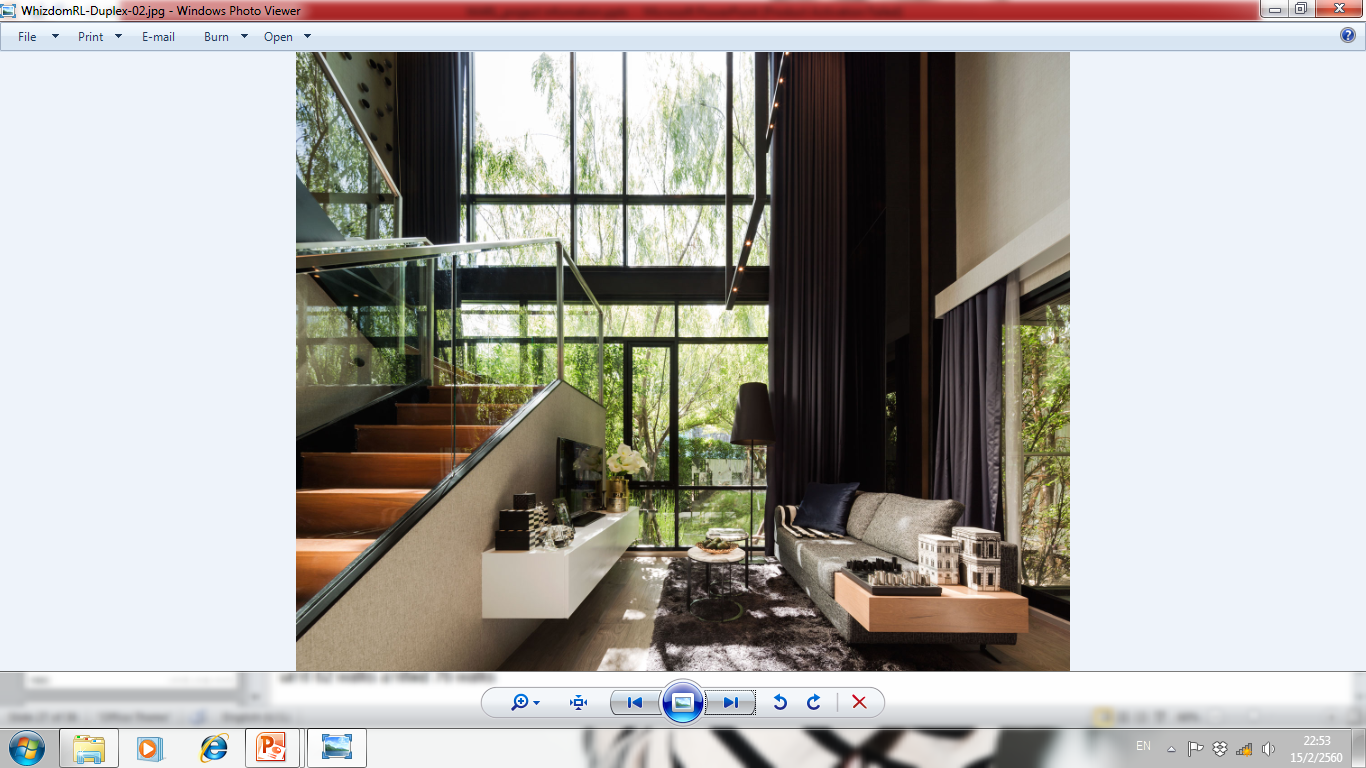 WhizdomRL-Duplex-02.jpg - Windows Photo Viewer
File Print E-mail Burn Open
EN
22:53
15/2/2560